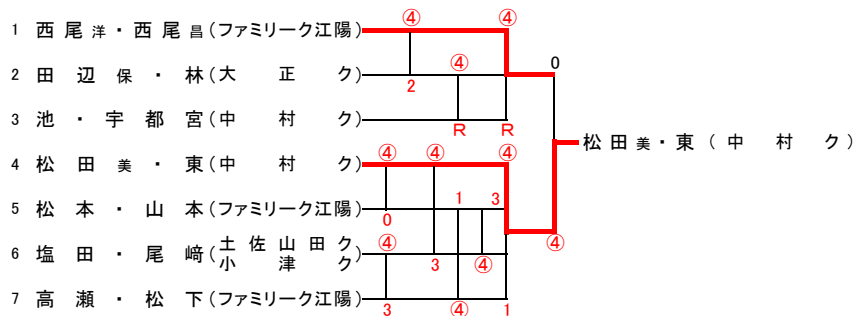 ④ ④
1 西尾洋・西尾昌(ファミリーク江陽)
0
2 田辺保・林(大正ク)
④
2
3 池・宇都宮(中村ク)
R R
松田美・東(中村ク)
4 松田美・東(中村ク)
④ ④ ④
5 松本・山本(ファミリーク江陽)
1 3
0
④
6 塩田・尾﨑(土佐山田ク
小津ク)
④
3 ④
7 高瀬・松下(ファミリーク江陽)
3 ④ 1